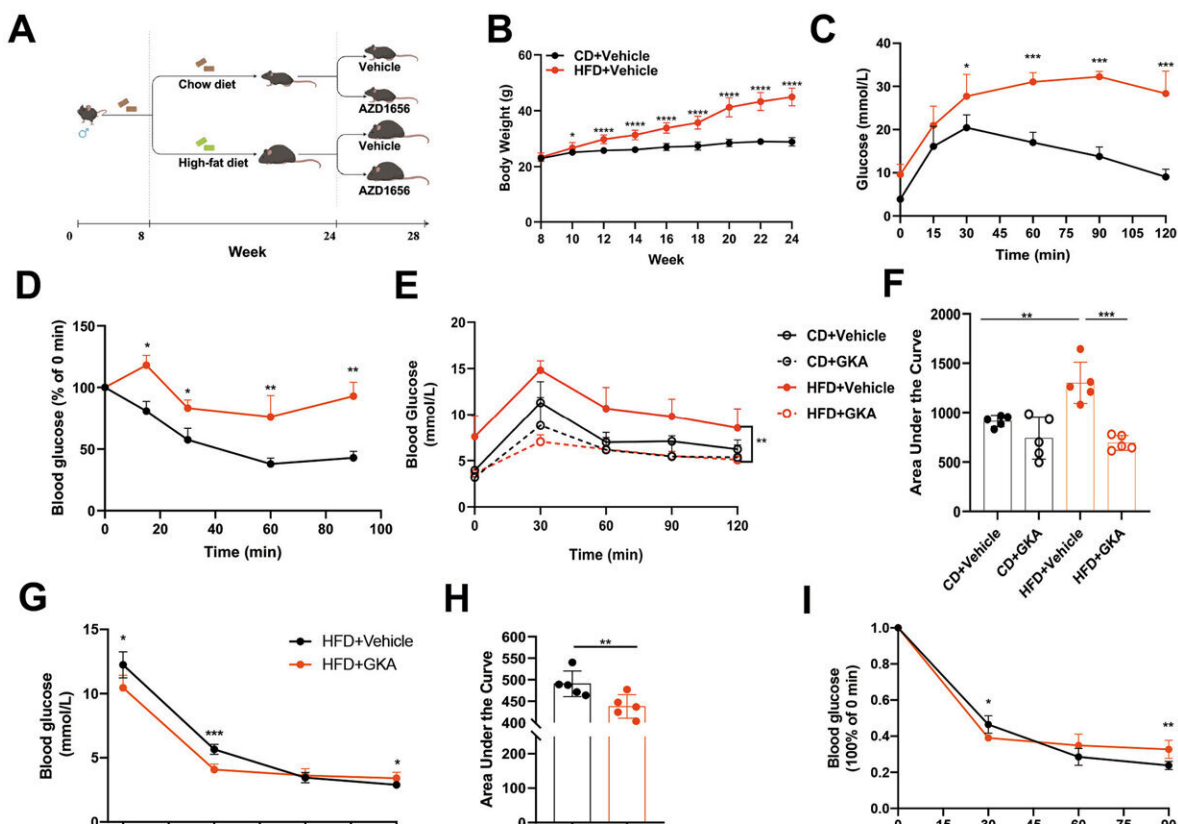 A
Chow diet
High-fat diet
Vehicle
AZD1656
Vehicle
AZD1656
♂
0
8
24
28
Week
B
CD+Vehicle
HFD+Vehicle
Body Weight (g)
60
40
20
0
* **** **** **** **** **** **** ****
8 10 12 14 16 18 20 22 24
Week
C
Glucose (mmol/L)
40
30
20
10
0
* *** *** ***
0 15 30 45 60 75 90 105 120
Time (min)
D
Blood glucose (% of 0 min)
150
100
50
0
* * ** **
0 20 40 60 80 100
Time (min)
E
Blood Glucose
(mmol/L)
20
15
10
5
0
CD+Vehicle
CD+GKA
HFD+Vehicle
HFD+GKA
**
0 30 60 90 120
Time (min)
F
Area Under the Curve
2000
1500
1000
500
0
** ***
CD+Vehicle
CD+GKA
HFD+Vehicle
HFD+GKA
G
Blood glucose
(mmol/L)
15
10
5
0
HFD+Vehicle
HFD+GKA
* *** *
H
Area Under the Curve
600
550
500
450
400
200
100
0
**
I
Blood glucose
(100% of 0 min)
1.0
0.8
0.6
0.4
0.2
0.0
* **
0 15 30 45 60 75 90